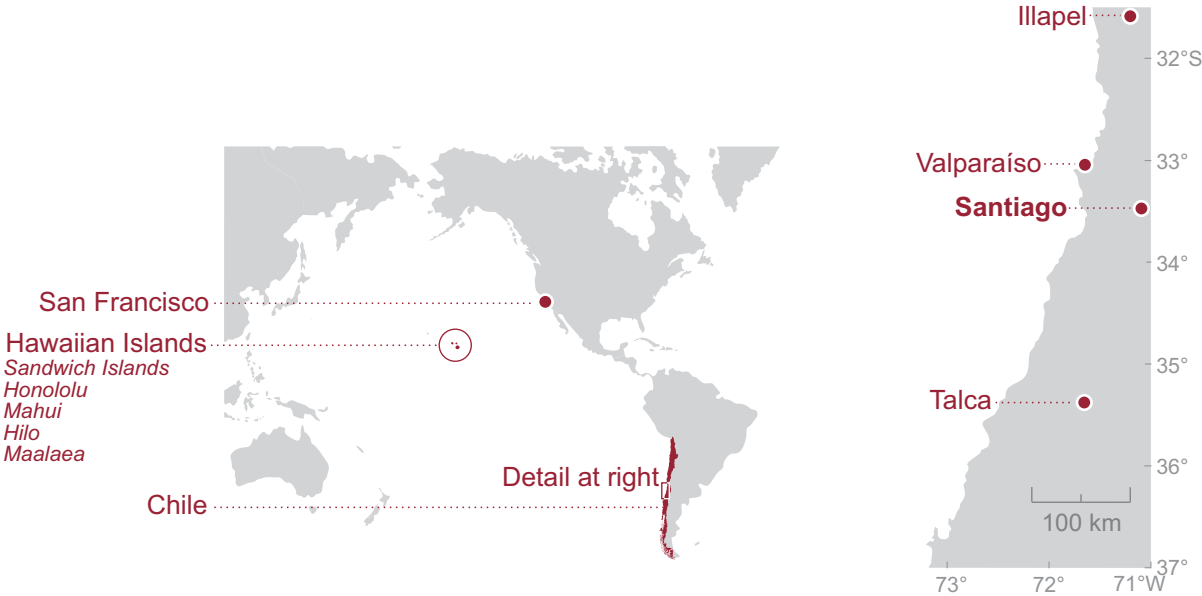 San Francisco
Hawaiian Islands
Sandwich Islands
Honololu
Mahui
Hilo
Maalaea
Detail at right
Chile
Illapel
32°S
Valparaíso
33°
Santiago
34°
35°
Talca
36°
100 km
37°
73°
72°
71°W